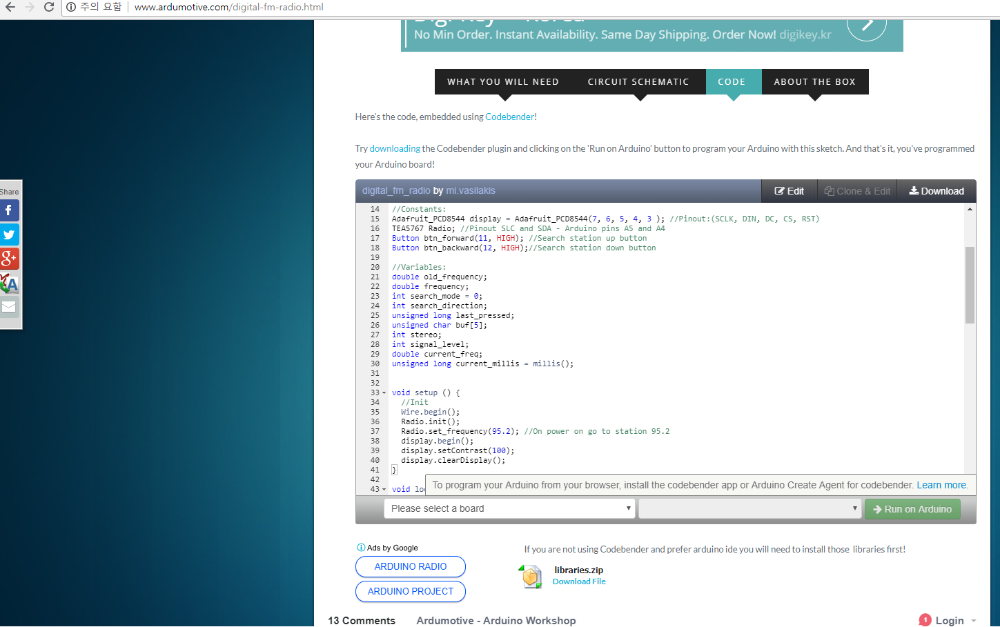 주의 요함 www.ardumotive.com/digital-fm-radio.html
Digi-Key - Korea
No Min Order. Instant Availability. Same Day Shipping. Order Now! digikey.kr
WHAT YOU WILL NEED CIRCUIT SCHEMATIC CODE ABOUT THE BOX
Here's the code, embedded using Codebender!
Try downloading the Codebender plugin and clicking on the 'Run on Arduino' button to program your Arduino with this sketch. And that's it, you've programmed
your Arduino board!
Share
digital_fm_radio by mi.vasilakis Edit Clone & Edit Download
14 //Constants:
15 Adafruit_PCD8544 display = Adafruit_PCD8544(7, 6, 5, 4, 3 ); //Pinout:(SCLK, DIN, DC, CS, RST)
16 TEA5767 Radio; //Pinout SLC and SDA - Arduino pins A5 and A4
17 Button btn_forward(11, HIGH); //Search station up button
18 Button btn_backward(12, HIGH);//Search station down button
19
20 //Variables:
21 double old_frequency;
22 double frequency;
23 int search_mode = 0;
24 int search_direction;
25 unsigned long last_pressed;
26 unsigned char buf[5];
27 int stereo;
28 int signal_level;
29 double current_freq;
30 unsigned long current_millis = millis();
31
32
33 void setup () {
34 //Init
35 Wire.begin();
36 Radio.init();
37 Radio.set_frequency(95.2); //On power on go to station 95.2
38 display.begin();
39 display.setContrast(100);
40 display.clearDisplay();
41 }
42
43 void loo
To program your Arduino from your browser, install the codebender app or Arduino Create Agent for codebender. Learn more.
Please select a board Run on Arduino
Ads by Google
ARDUINO RADIO
ARDUINO PROJECT
If you are not using Codebender and prefer arduino ide you will need to install those libraries first!
libraries.zip
Download File
13 Comments Ardumotive - Arduino Workshop 1 Login